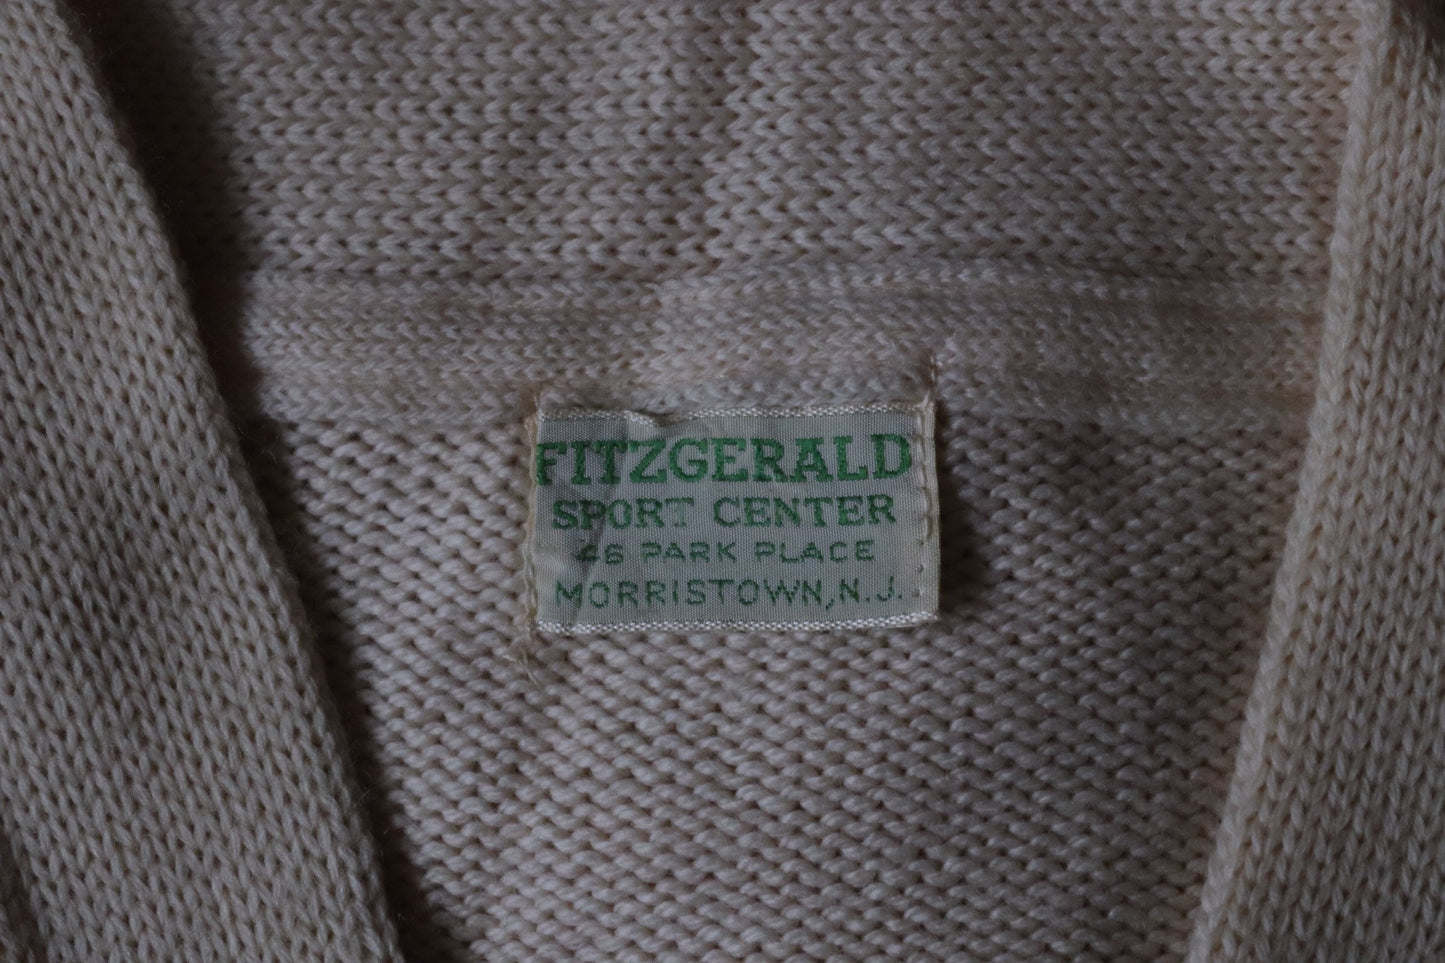 FITZGERALD
SPORT CENTER
46 PARK PLACE
MORRISTOWN, N.J.